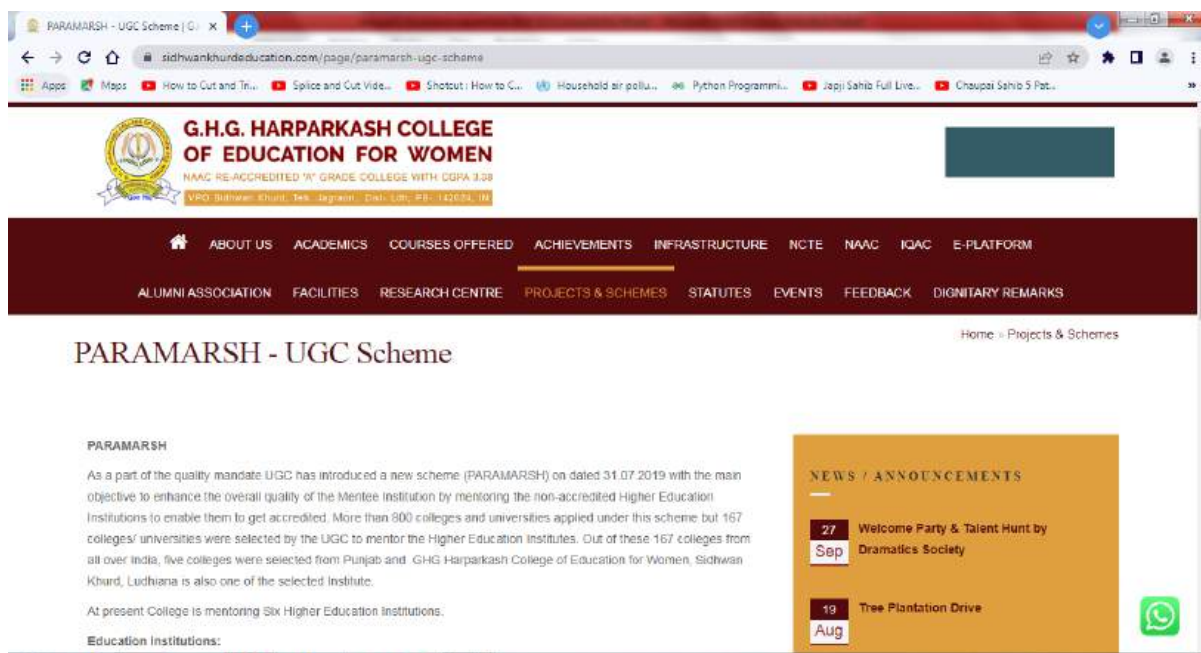 PARAMARSH - UGC Scheme | G
sidhwankhurdeducation.com/page/paramarsh-ugc-scheme
Apps Maps How to Cut and Tri... Splice and Cut Vide... Shotcut : How to C... Household air pollu... Python Programmi... Japji Sahib Full Live... Chaupai Sahib 5 Pat...
G.H.G. HARPARKASH COLLEGE
OF EDUCATION FOR WOMEN
NAAC RE-ACCREDITED "A" GRADE COLLEGE WITH CGPA
VPO Sidhwan Khurd, Teh. Jagraon, Dist- Ldh, PB- 142024, IN
ABOUT US ACADEMICS COURSES OFFERED ACHIEVEMENTS INFRASTRUCTURE NCTE NAAC IQAC E-PLATFORM
ALUMNI ASSOCIATION FACILITIES RESEARCH CENTRE PROJECTS & SCHEMES STATUTES EVENTS FEEDBACK DIGNITARY REMARKS
Home » Projects & Schemes
PARAMARSH - UGC Scheme
PARAMARSH
As a part of the quality mandate UGC has introduced a new scheme (PARAMARSH) on dated 31.07.2019 with the main
objective to enhance the overall quality of the Mentee Institution by mentoring the non-accredited Higher Education
Institutions to enable them to get accredited. More than 800 colleges and universities applied under this scheme but 167
colleges/ universities were selected by the UGC to mentor the Higher Education Institutes. Out of these 167 colleges from
all over India, five colleges were selected from Punjab and GHG Harparkash College of Education for Women, Sidhwan
Khurd, Ludhiana is also one of the selected Institute.
At present College is mentoring Six Higher Education Institutions.
Education Institutions:
NEWS / ANNOUNCEMENTS
27 Welcome Party & Talent Hunt by
Sep Dramatics Society
19 Tree Plantation Drive
Aug